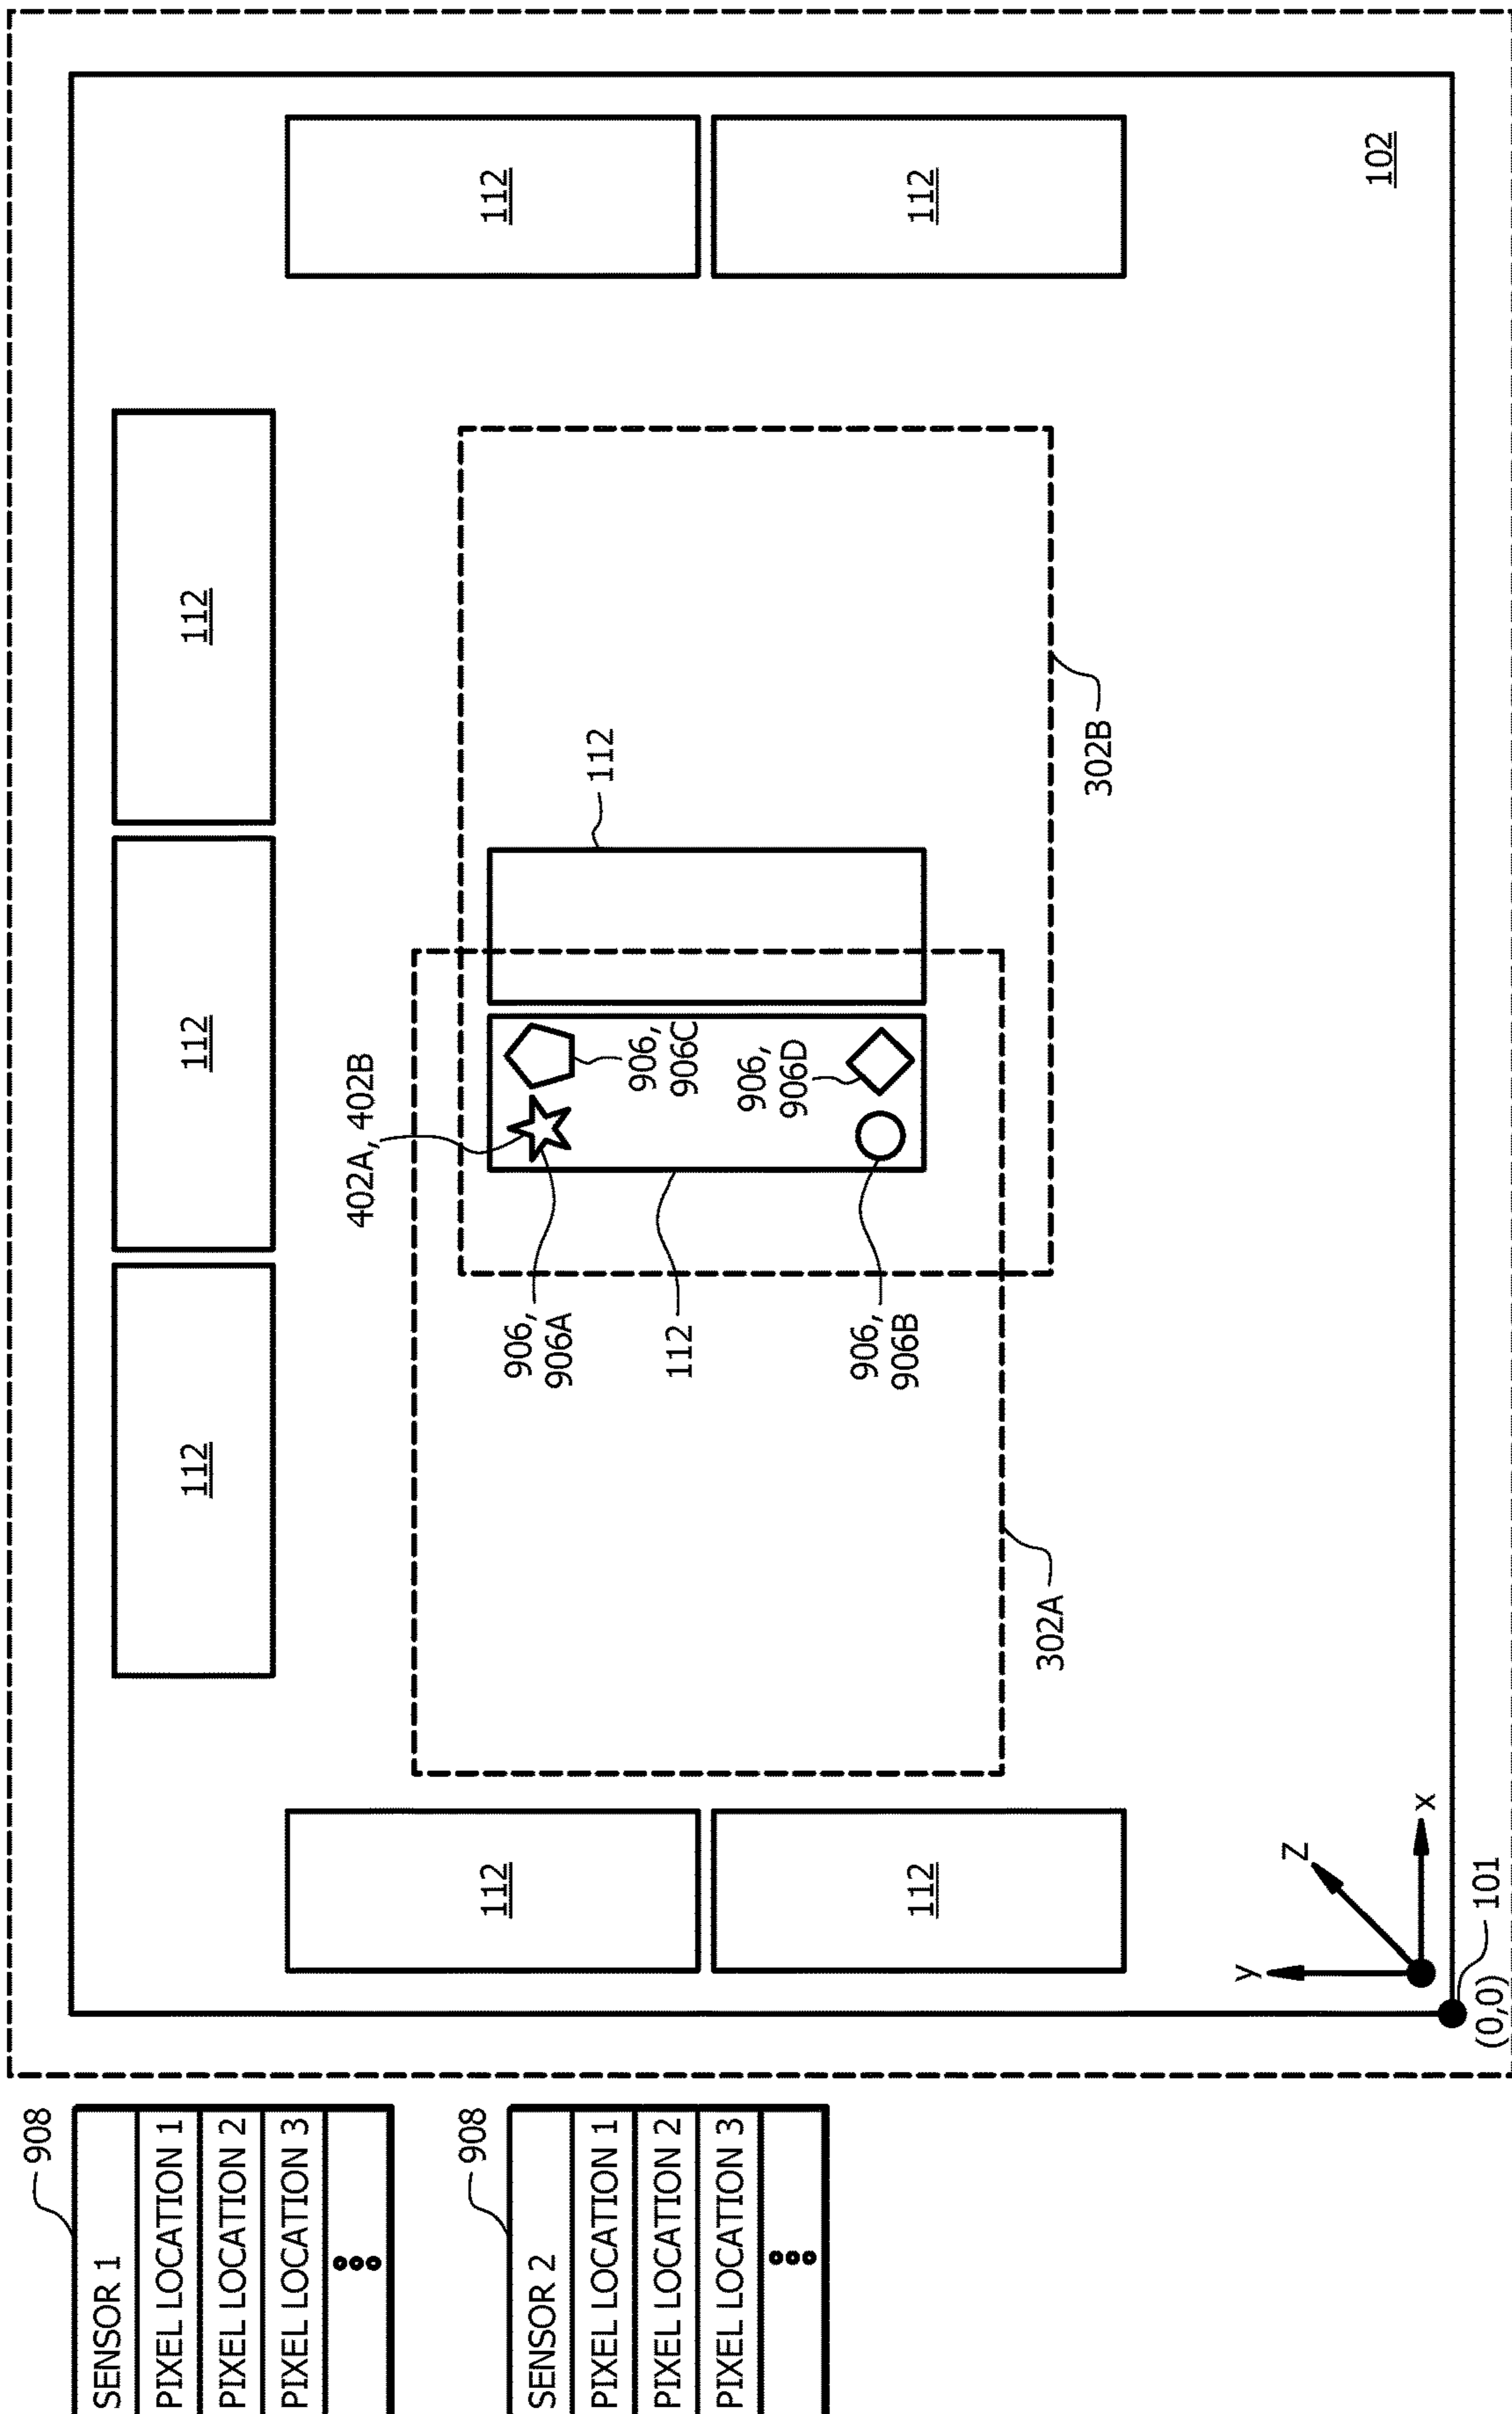 908
SENSOR 1
PIXEL LOCATION 1
PIXEL LOCATION 2
PIXEL LOCATION 3
908
SENSOR 2
PIXEL LOCATION 1
PIXEL LOCATION 2
PIXEL LOCATION 3
112
112
112
112
112
402A, 402B
906,
906A
906,
906C
112
112
906,
906D
906,
906B
302A
302B
112
112
y
Z
x
(0,0)
101
102